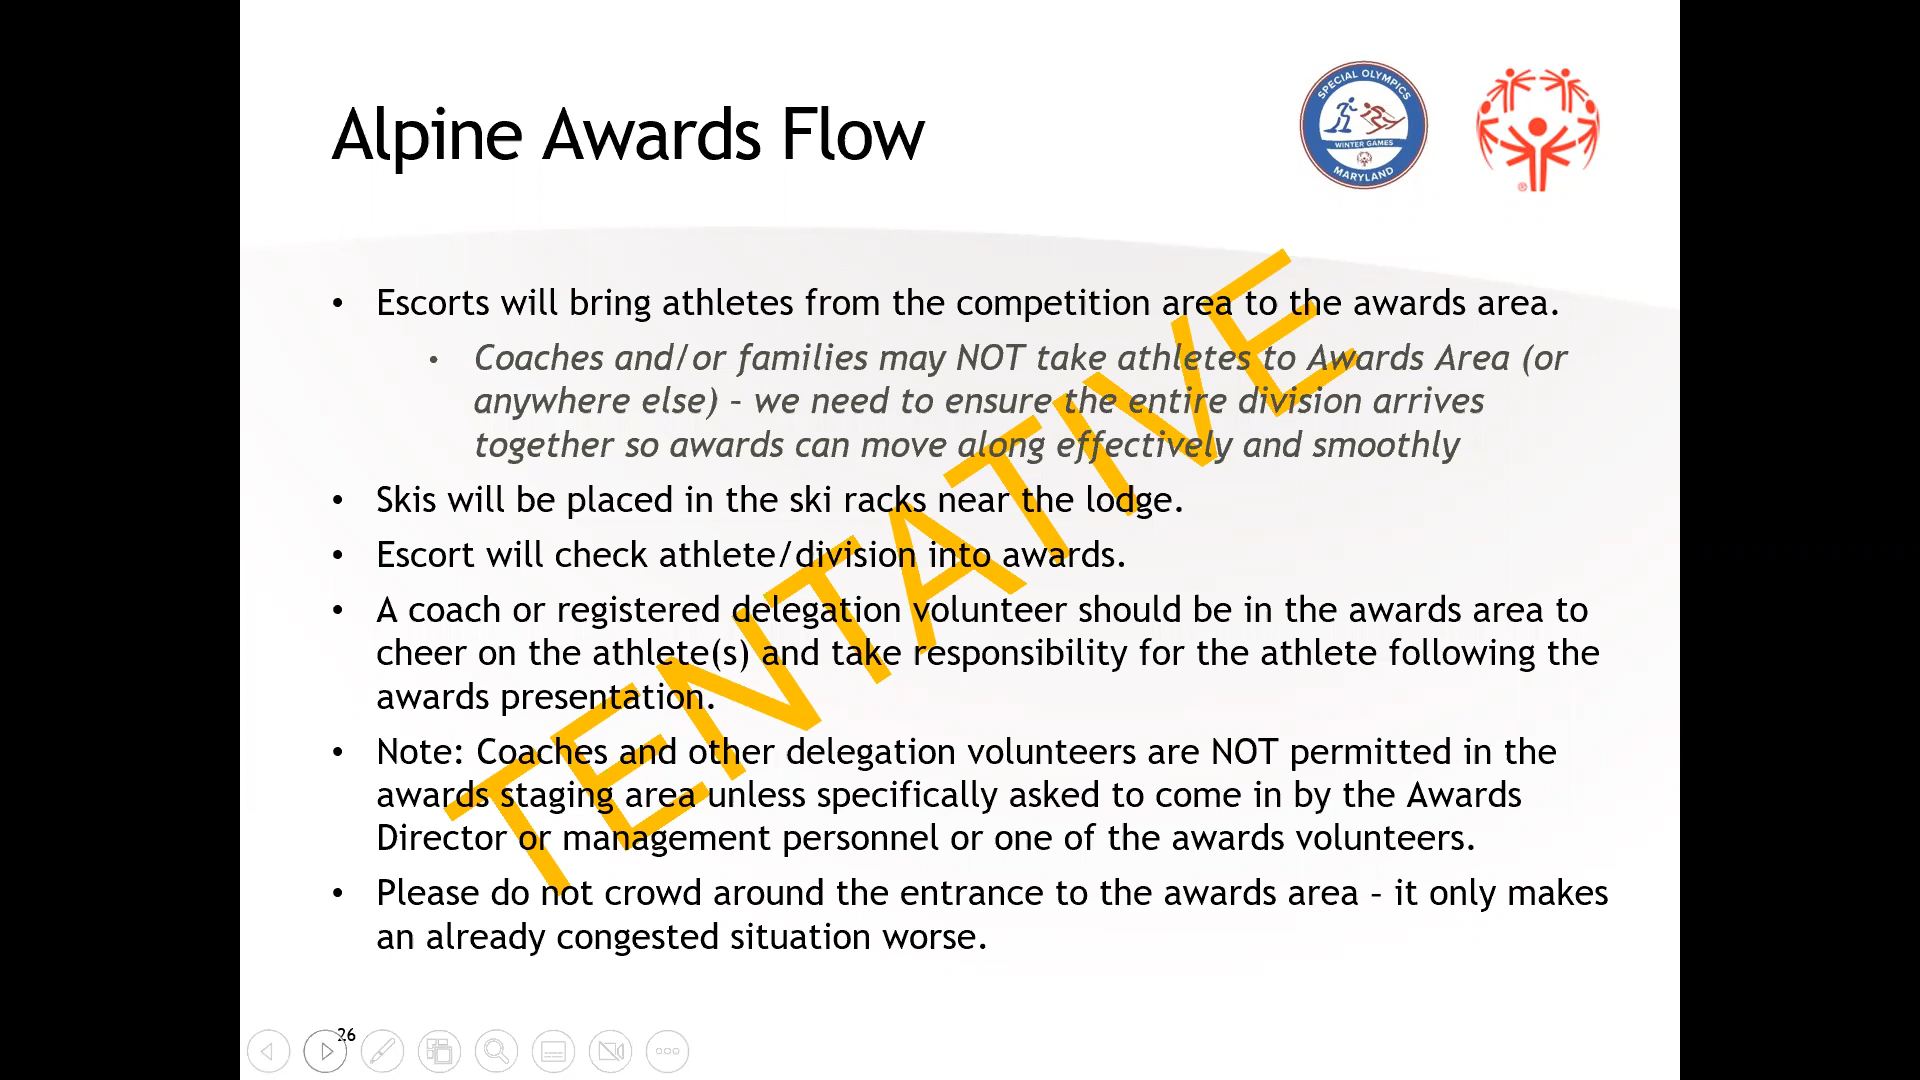 Alpine Awards Flow
SPECIAL OLYMPICS
WINTER GAMES
MARYLAND
®
• Escorts will bring athletes from the competition area to the awards area.
• Coaches and/or families may NOT take athletes to Awards Area (or
anywhere else) – we need to ensure the entire division arrives
together so awards can move along effectively and smoothly
• Skis will be placed in the ski racks near the lodge.
• Escort will check athlete/division into awards.
• A coach or registered delegation volunteer should be in the awards area to
cheer on the athlete(s) and take responsibility for the athlete following the
awards presentation.
• Note: Coaches and other delegation volunteers are NOT permitted in the
awards staging area unless specifically asked to come in by the Awards
Director or management personnel or one of the awards volunteers.
• Please do not crowd around the entrance to the awards area – it only makes
an already congested situation worse.
TENTATIVE
26